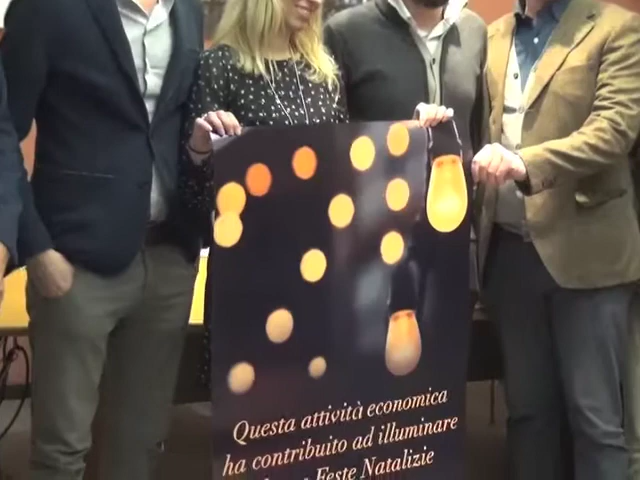 Questa attività economica
ha contribuito ad illuminare
Feste Natalizie